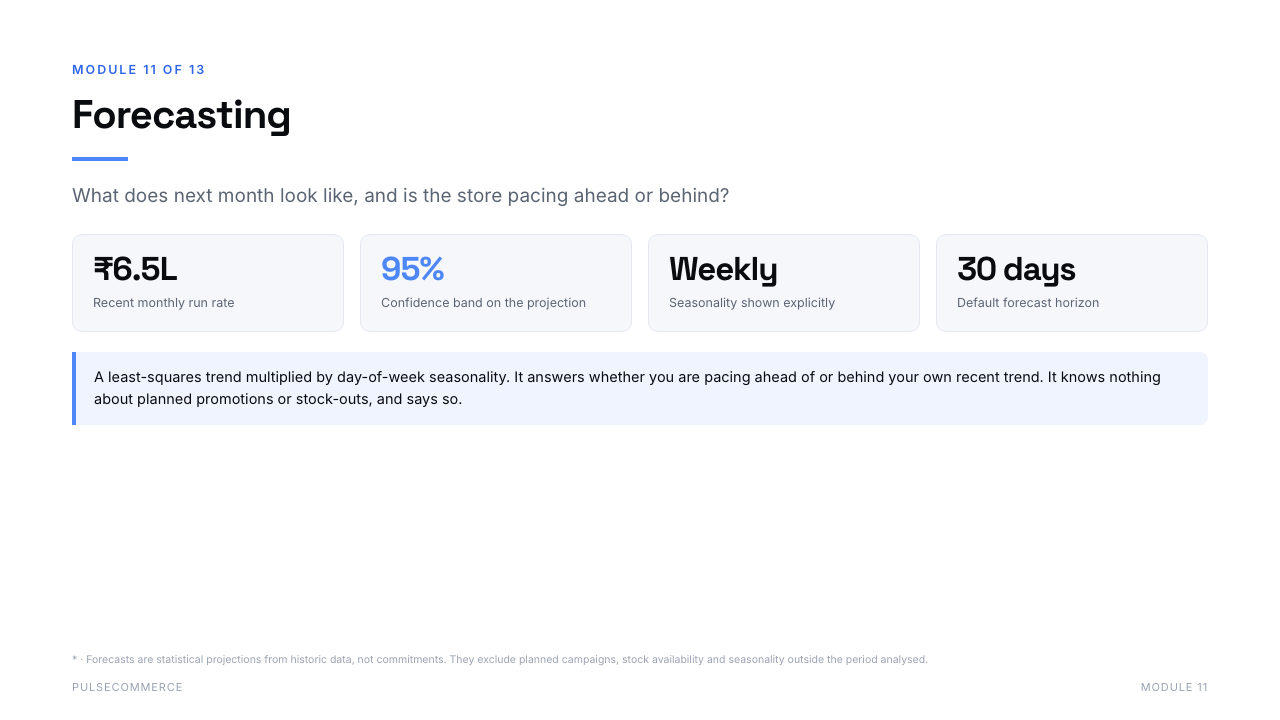 MODULE 11 OF 13
Forecasting
What does next month look like, and is the store pacing ahead or behind?
₹6.5L
Recent monthly run rate
95%
Confidence band on the projection
Weekly
Seasonality shown explicitly
30 days
Default forecast horizon
A least-squares trend multiplied by day-of-week seasonality. It answers whether you are pacing ahead of or behind your own recent trend. It knows nothing
about planned promotions or stock-outs, and says so.
* · Forecasts are statistical projections from historic data, not commitments. They exclude planned campaigns, stock availability and seasonality outside the period analysed.
PULSECOMMERCE
MODULE 11